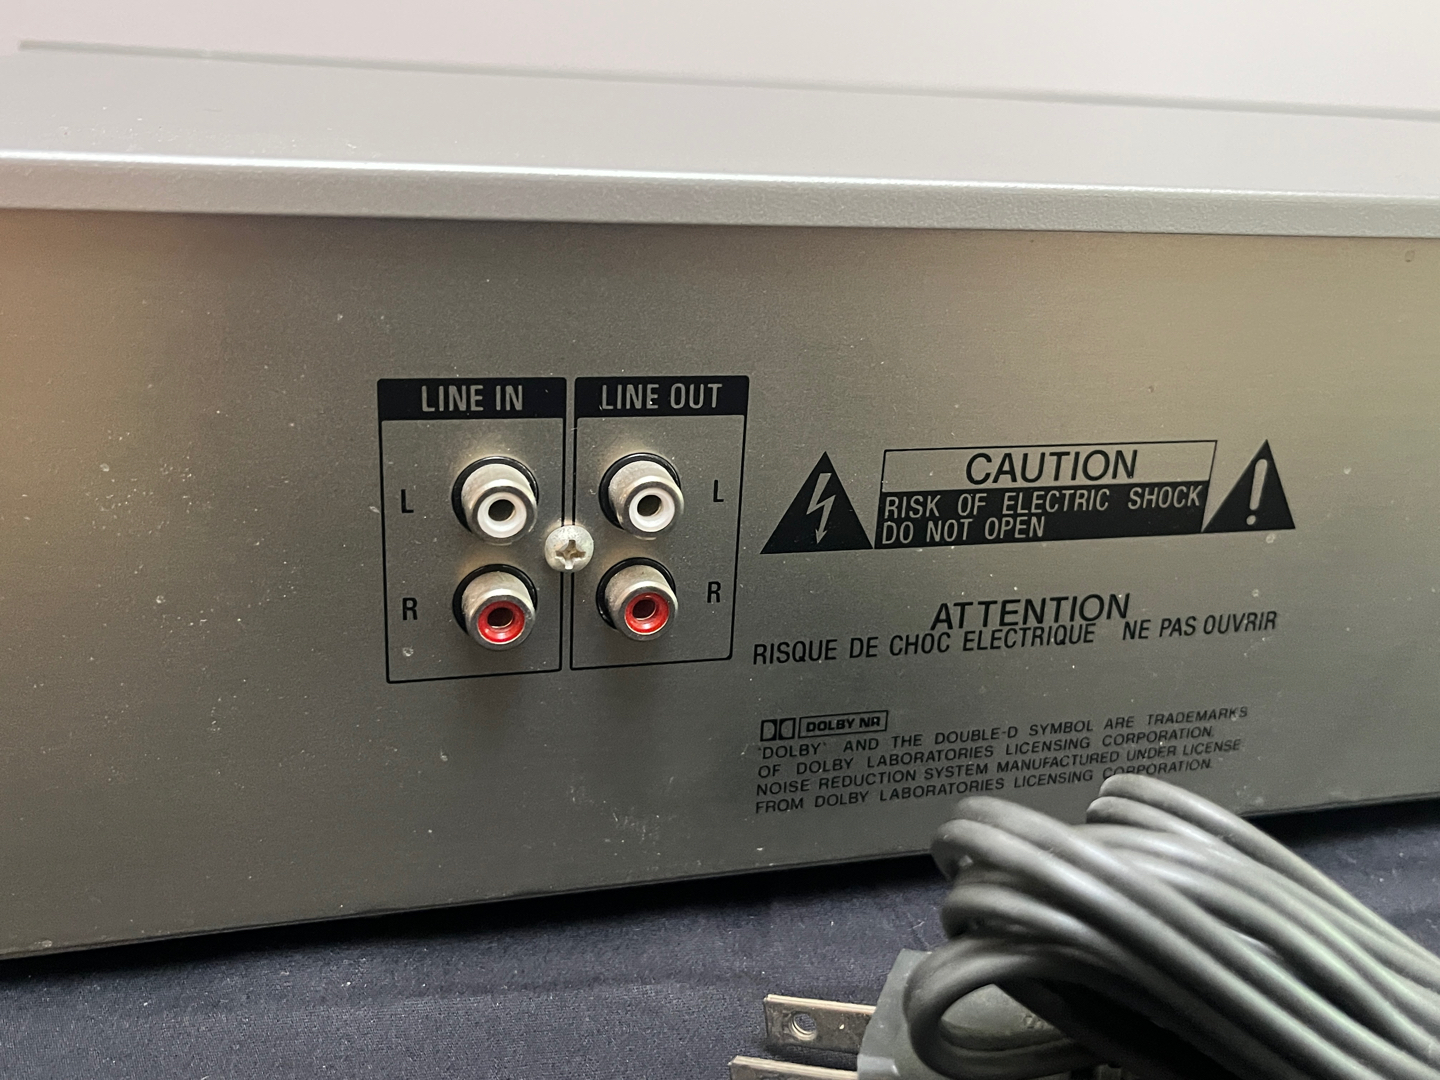 LINE IN
LINE OUT
L
L
R
R
CAUTION
RISK OF ELECTRIC SHOCK
DO NOT OPEN
ATTENTION
RISQUE DE CHOC ELECTRIQUE NE PAS OUVRIR
DOLBY NR
"DOLBY" AND THE DOUBLE-D SYMBOL ARE TRADEMARKS
OF DOLBY LABORATORIES LICENSING CORPORATION.
NOISE REDUCTION SYSTEM MANUFACTURED UNDER LICENSE
FROM DOLBY LABORATORIES LICENSING CORPORATION.